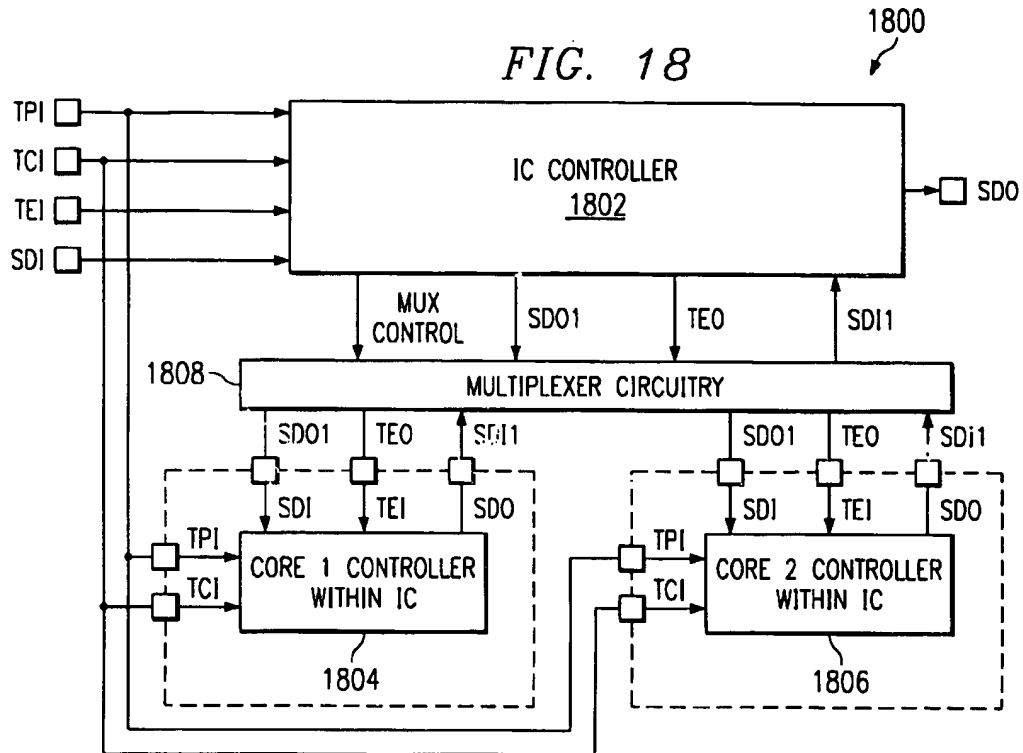 1800
FIG. 18
TPI
TCI
TEI
SDI
IC CONTROLLER
1802
SDO
MUX
CONTROL
SDO1
TEO
SDI1
1808
MULTIPLEXER CIRCUITRY
SDO1
TEO
SDI1
SDO1
TEO
SDi1
SDI
TEI
SDO
SDI
TEI
SDO
TPI
TCI
CORE 1 CONTROLLER
WITHIN IC
TPI
TCI
CORE 2 CONTROLLER
WITHIN IC
1804
1806